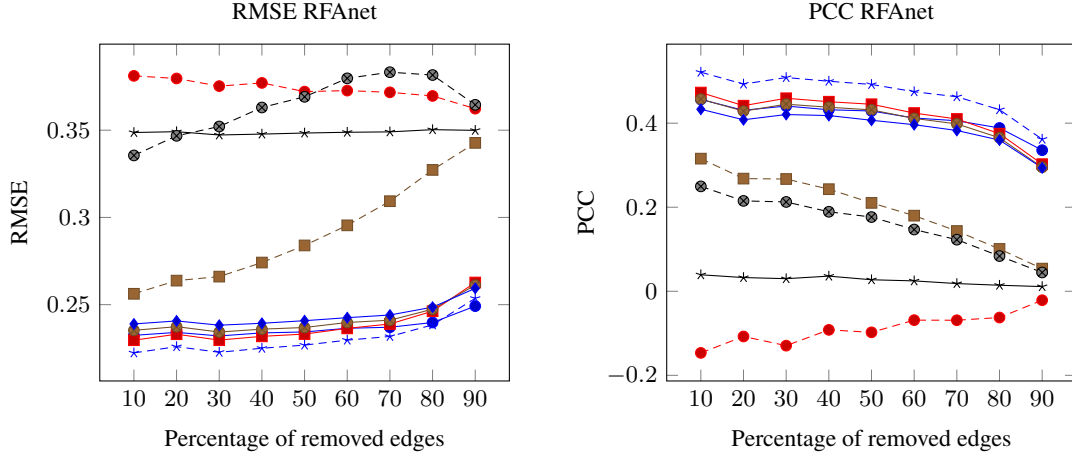 RMSE RFAnet
0.35
0.3
0.25
RMSE
10 20 30 40 50 60 70 80 90
Percentage of removed edges
PCC RFAnet
0.4
0.2
0
−0.2
PCC
10 20 30 40 50 60 70 80 90
Percentage of removed edges